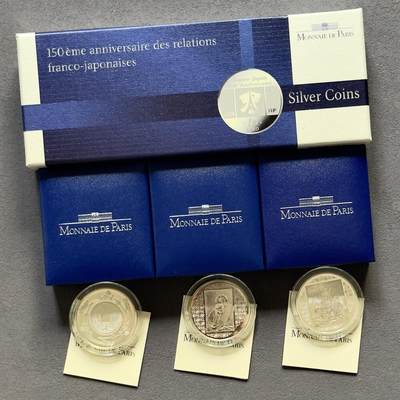 150ème anniversaire des relations
franco-japonaises
MONNAIE DE PARIS
Silver Coins
MONNAIE DE PARIS
MONNAIE DE PARIS
MONNAIE DE PARIS